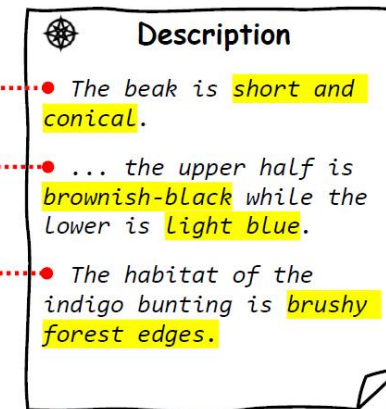 Description
The beak is short and
conical.
... the upper half is
brownish-black while the
lower is light blue.
The habitat of the
indigo bunting is brushy
forest edges.